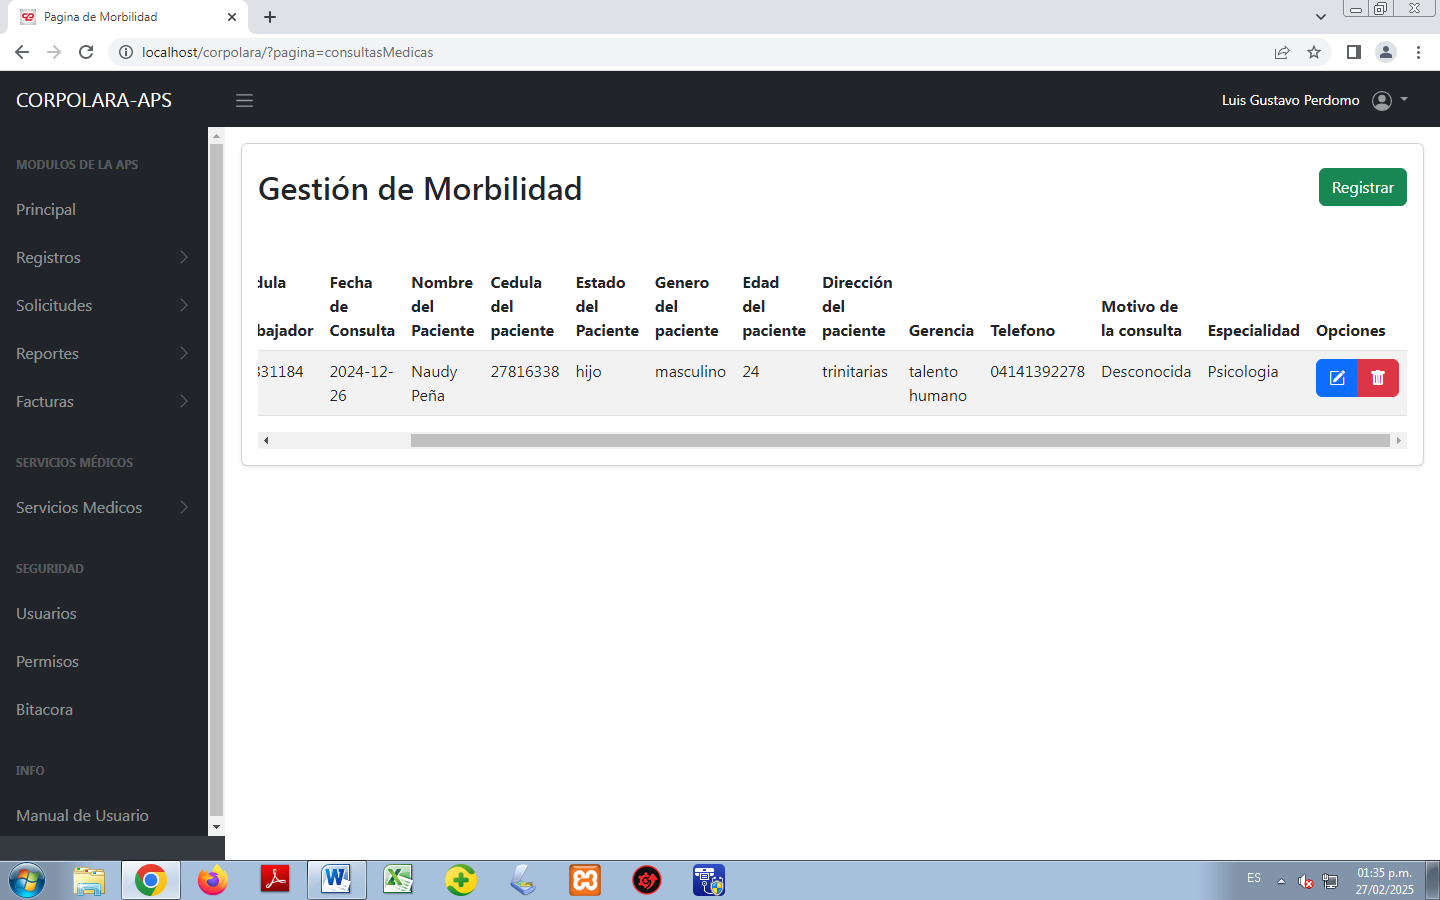 Pagina de Morbilidad
localhost/corpolara/?pagina=consultasMedicas
CORPOLARA-APS
Luis Gustavo Perdomo
MODULOS DE LA APS
Principal
Registros
Solicitudes
Reportes
Facturas
SERVICIOS MÉDICOS
Servicios Medicos
SEGURIDAD
Usuarios
Permisos
Bitacora
INFO
Manual de Usuario
Gestión de Morbilidad
Registrar
dula
bajador
Fecha
de
Consulta
Nombre
del
Paciente
Cedula
del
paciente
Estado
del
Paciente
Genero
del
paciente
Edad
del
paciente
Dirección
del
paciente
Gerencia
Telefono
Motivo de
la consulta
Especialidad
Opciones
831184
2024-12-
26
Naudy
Peña
27816338
hijo
masculino
24
trinitarias
talento
humano
04141392278
Desconocida
Psicologia
ES
01:35 p.m.
27/02/2025